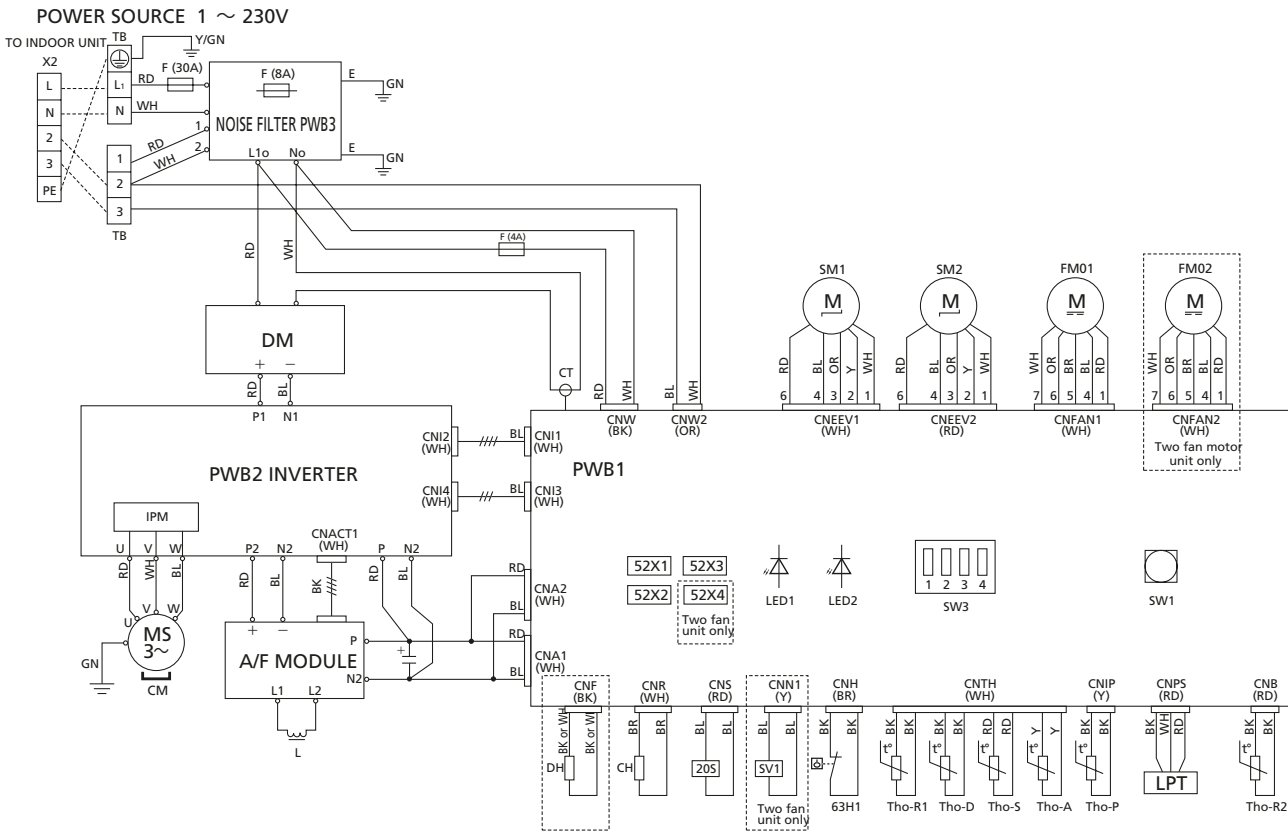 POWER SOURCE 1 ～ 230V
TO INDOOR UNIT
TB
Y/GN
X2
L
N
2
3
PE
L1
N
RD
F (30A)
WH
1
2
3
TB
RD
WH
1
2
F (8A)
NOISE FILTER PWB3
L1o
No
E
GN
E
GN
RD
WH
F (4A)
DM
+
−
RD
BL
P1
N1
CT
RD
WH
BL
WH
CNW
(BK)
CNW2
(OR)
SM1
M
RD
BL
OR
Y
WH
6
4
3
2
1
CNEEV1
(WH)
SM2
M
RD
BL
OR
Y
WH
6
4
3
2
1
CNEEV2
(RD)
FM01
M
WH
OR
BR
BL
RD
7
6
5
4
1
CNFAN1
(WH)
FM02
M
WH
OR
BR
BL
RD
7
6
5
4
1
CNFAN2
(WH)
Two fan motor
unit only
PWB2 INVERTER
CNI2
(WH)
BL
CNI1
(WH)
CNI4
(WH)
BL
CNI3
(WH)
PWB1
IPM
U
V
W
RD
WH
BL
P2
N2
RD
BL
CNACT1
(WH)
BK
P
N2
RD
BL
U
V
W
MS
3～
GN
CM
+
−
A/F MODULE
P
N2
L1
L2
L
+
RD
BL
CNA2
(WH)
RD
BL
CNA1
(WH)
52X1
52X3
52X2
52X4
Two fan
unit only
LED1
LED2
1
2
3
4
SW3
SW1
CNF
(BK)
BK or WH
BK or WH
DH
CNR
(WH)
BR
BR
CH
CNS
(RD)
BL
BL
20S
CNN1
(Y)
BL
BL
SV1
Two fan
unit only
CNH
(BR)
BK
BK
63H1
CNTH
(WH)
BK
BK
t°
Tho-R1
BK
BK
t°
Tho-D
RD
RD
t°
Tho-S
Y
Y
t°
Tho-A
CNIP
(Y)
BK
BK
t°
Tho-P
CNPS
(RD)
BK
WH
RD
LPT
CNB
(RD)
BK
BK
t°
Tho-R2